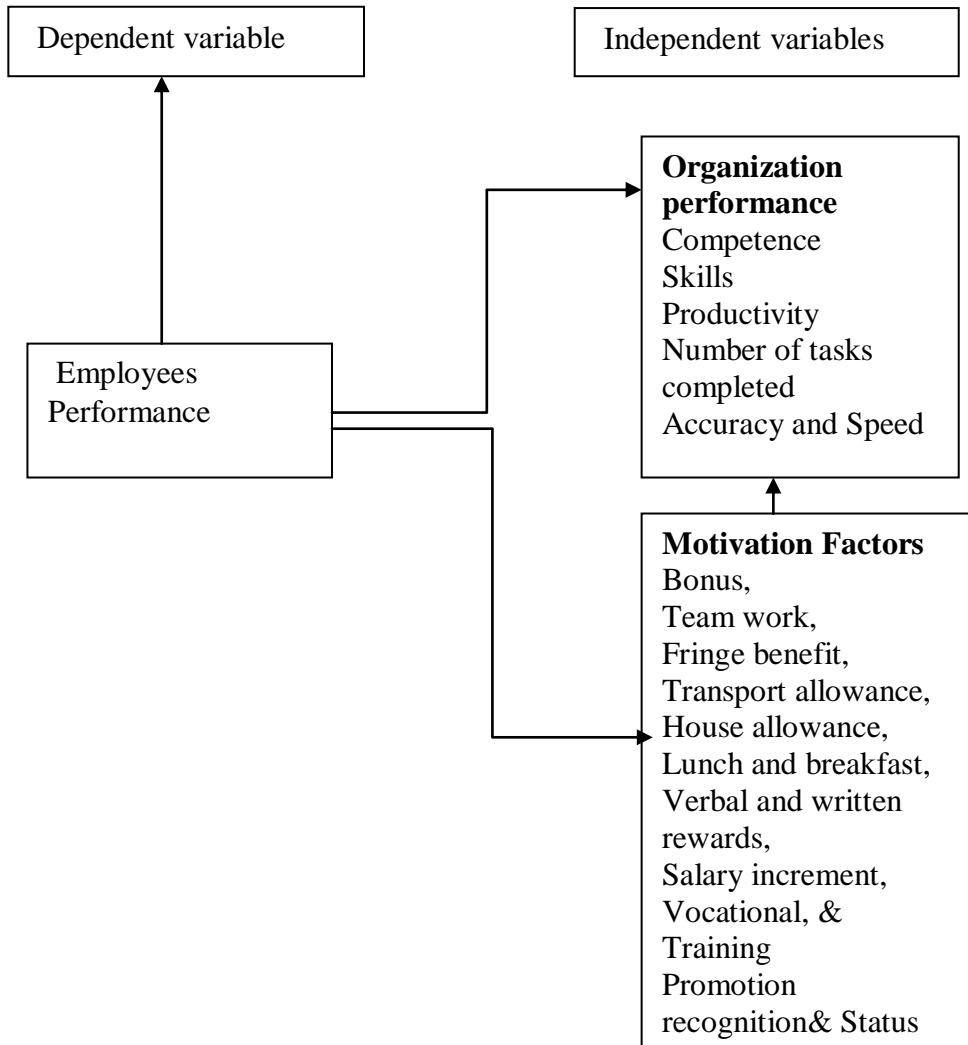 Dependent variable
Independent variables
Organization
performance
Competence
Skills
Productivity
Number of tasks
completed
Accuracy and Speed
Employees
Performance
Motivation Factors
Bonus,
Team work,
Fringe benefit,
Transport allowance,
House allowance,
Lunch and breakfast,
Verbal and written
rewards,
Salary increment,
Vocational, &
Training
Promotion
recognition& Status